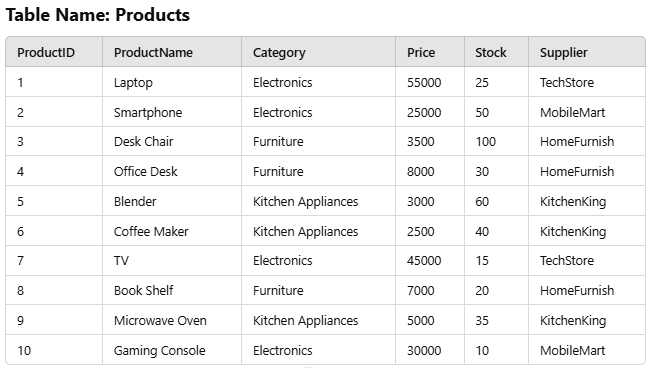 Table Name: Products
ProductID ProductName Category Price Stock Supplier
1 Laptop Electronics 55000 25 TechStore
2 Smartphone Electronics 25000 50 MobileMart
3 Desk Chair Furniture 3500 100 HomeFurnish
4 Office Desk Furniture 8000 30 HomeFurnish
5 Blender Kitchen Appliances 3000 60 KitchenKing
6 Coffee Maker Kitchen Appliances 2500 40 KitchenKing
7 TV Electronics 45000 15 TechStore
8 Book Shelf Furniture 7000 20 HomeFurnish
9 Microwave Oven Kitchen Appliances 5000 35 KitchenKing
10 Gaming Console Electronics 30000 10 MobileMart